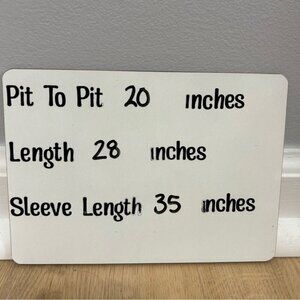 Pit To Pit 20 inches
Length 28 inches
Sleeve Length 35 inches